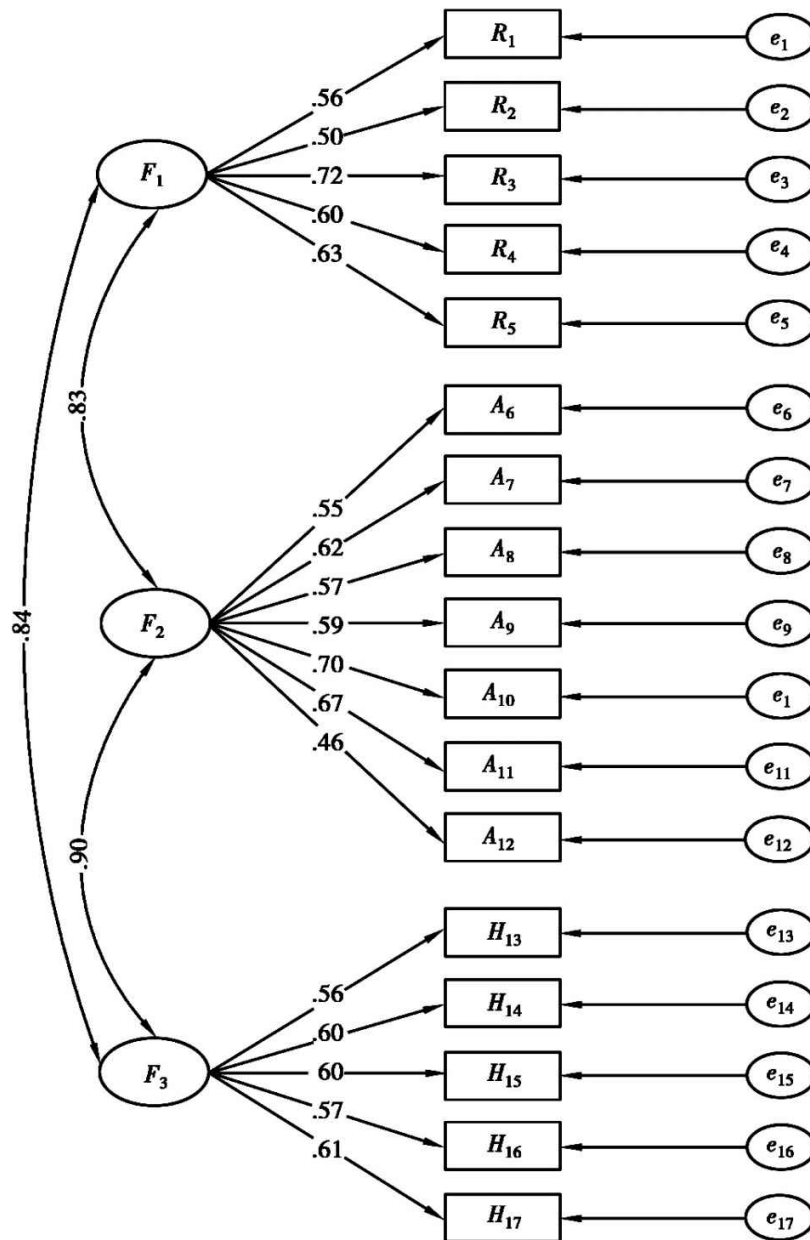 R₁ e₁
.56
R₂ e₂
.50
F₁ .72 R₃ e₃
.60
R₄ e₄
.63
R₅ e₅
.83
A₆ e₆
.55
A₇ e₇
.62
A₈ e₈
.57
.84
F₂ .59 A₉ e₉
.70
A₁₀ e₁
.67
.46
A₁₁ e₁₁
A₁₂ e₁₂
.90
H₁₃ e₁₃
.56
H₁₄ e₁₄
.60
F₃ 60 H₁₅ e₁₅
.57
H₁₆ e₁₆
.61
H₁₇ e₁₇